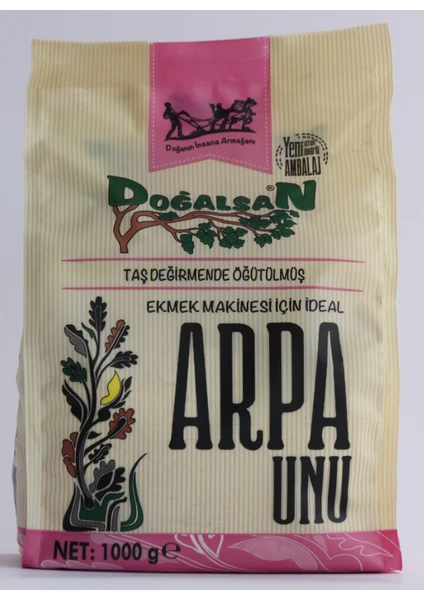 Doğanın İnsana Armağanı
Yeni
AMBALAJ
DOĞALSAN®
TAŞ DEĞİRMENDE ÖĞÜTÜLMÜŞ
EKMEK MAKİNESİ İÇİN İDEAL
ARPA
UNU
NET: 1000 g℮